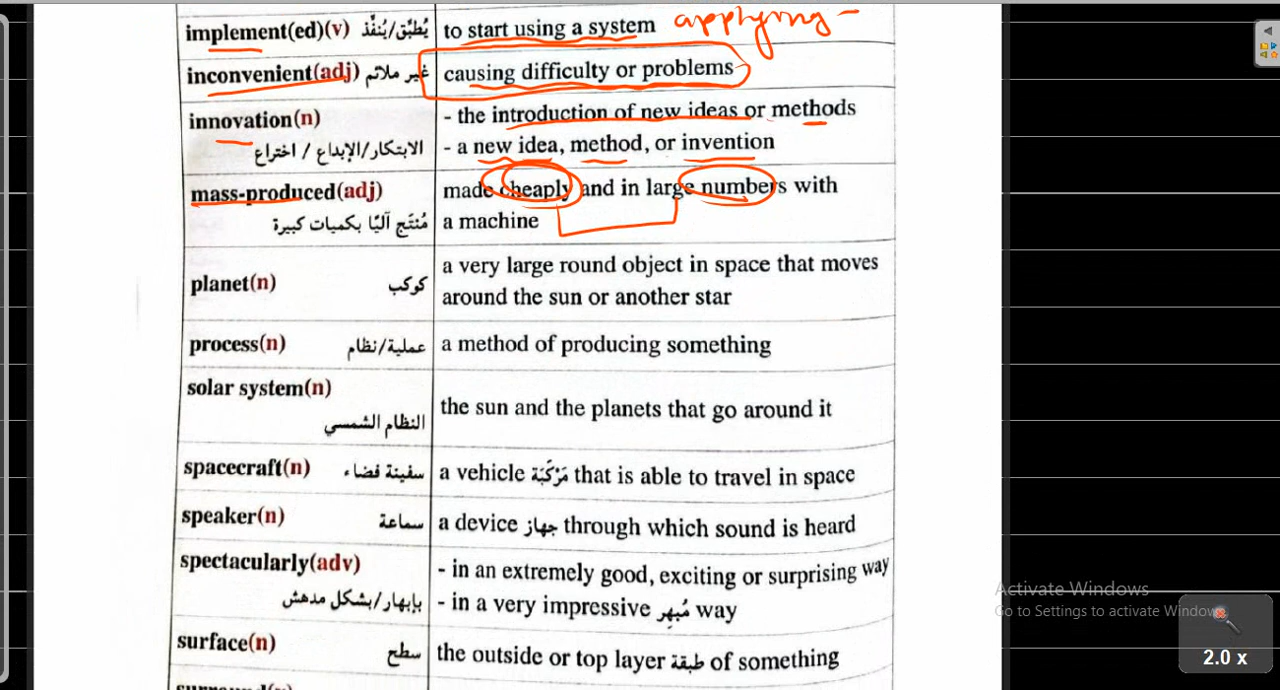 implement(ed)(v) يُطبَّق/يُنفَّذ to start using a system applying -
inconvenient(adj) غير ملائم causing difficulty or problems
innovation(n) - the introduction of new ideas or methods
الابتكار/الإبداع / اختراع - a new idea, method, or invention
mass-produced(adj) made cheaply and in large numbers with
مُنتَج آليًا بكميات كبيرة a machine
planet(n) كوكب a very large round object in space that moves
around the sun or another star
process(n) عملية/نظام a method of producing something
solar system(n)
النظام الشمسي the sun and the planets that go around it
spacecraft(n) سفينة فضاء a vehicle مَرْكَبَة that is able to travel in space
speaker(n) سماعة a device جهاز through which sound is heard
spectacularly(adv) - in an extremely good, exciting or surprising way
بإبهار/بشكل مدهش - in a very impressive مُبهِر way
surface(n) سطح the outside or top layer طبقة of something
Activate Windows
Go to Settings to activate Windows
2.0 x